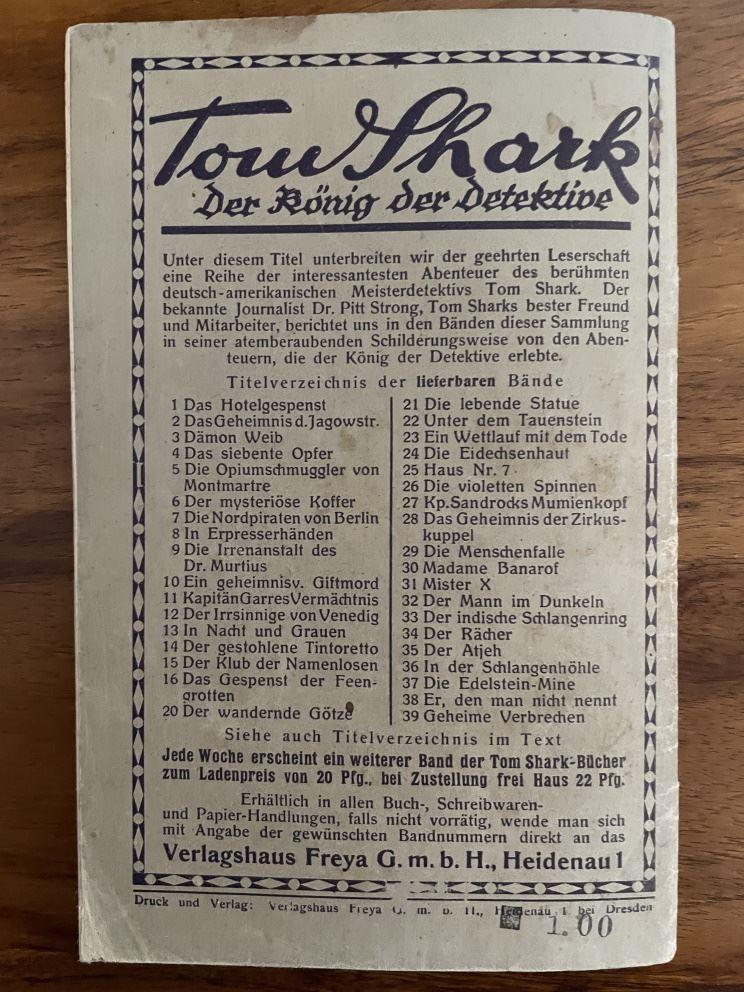 Tom Shark
Der König der Detektive
Unter diesem Titel unterbreiten wir der geehrten Leserschaft
eine Reihe der interessantesten Abenteuer des berühmten
deutsch-amerikanischen Meisterdetektivs Tom Shark. Der
bekannte Journalist Dr. Pitt Strong, Tom Sharks bester Freund
und Mitarbeiter, berichtet uns in den Bänden dieser Sammlung
in seiner atemberaubenden Schilderungsweise von den Aben-
teuern, die der König der Detektive erlebte.
Titelverzeichnis der lieferbaren Bände
1 Das Hotelgespenst
2 Das Geheimnis d. Jagowstr.
3 Dämon Weib
4 Das siebente Opfer
5 Die Opiumschmuggler von
Montmartre
6 Der mysteriöse Koffer
7 Die Nordpiraten von Berlin
8 In Erpresserhänden
9 Die Irrenanstalt des
Dr. Murtius
10 Ein geheimnisv. Giftmord
11 Kapitän Garres Vermächtnis
12 Der Irrsinnige von Venedig
13 In Nacht und Grauen
14 Der gestohlene Tintoretto
15 Der Klub der Namenlosen
16 Das Gespenst der Feen-
grotten
20 Der wandernde Götze
21 Die lebende Statue
22 Unter dem Tauenstein
23 Ein Wettlauf mit dem Tode
24 Die Eidechsenhaut
25 Haus Nr. 7
26 Die violetten Spinnen
27 Kp. Sandrocks Mumienkopf
28 Das Geheimnis der Zirkus-
kuppel
29 Die Menschenfalle
30 Madame Banarof
31 Mister X
32 Der Mann im Dunkeln
33 Der indische Schlangenring
34 Der Rächer
35 Der Atjeh
36 In der Schlangenhöhle
37 Die Edelstein-Mine
38 Er, den man nicht nennt
39 Geheime Verbrechen
Siehe auch Titelverzeichnis im Text
Jede Woche erscheint ein weiterer Band der Tom Shark-Bücher
zum Ladenpreis von 20 Pfg., bei Zustellung frei Haus 22 Pfg.
Erhältlich in allen Buch-, Schreibwaren-
und Papier-Handlungen, falls nicht vorrätig, wende man sich
mit Angabe der gewünschten Bandnummern direkt an das
Verlagshaus Freya G. m. b. H., Heidenau 1
Druck und Verlag: Verlagshaus Freya G. m. b. H., Heidenau 1 bei Dresden
1.00